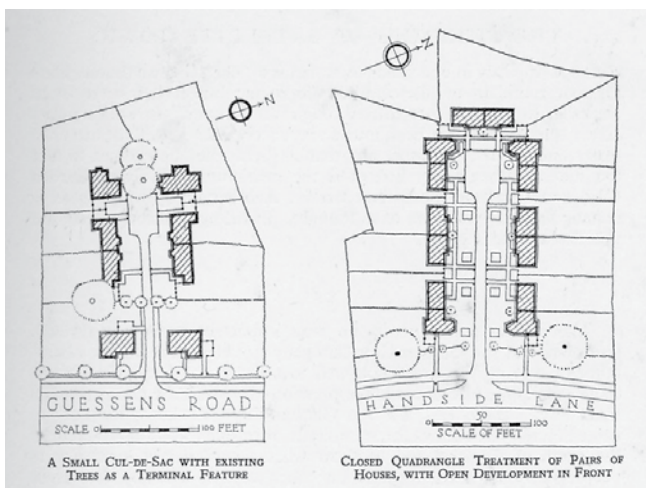 N
GUESSENS ROAD
SCALE 0 100 FEET
A SMALL CUL-DE-SAC WITH EXISTING
TREES AS A TERMINAL FEATURE
N
HANDSIDE LANE
0 50 100
SCALE OF FEET
CLOSED QUADRANGLE TREATMENT OF PAIRS OF
HOUSES, WITH OPEN DEVELOPMENT IN FRONT